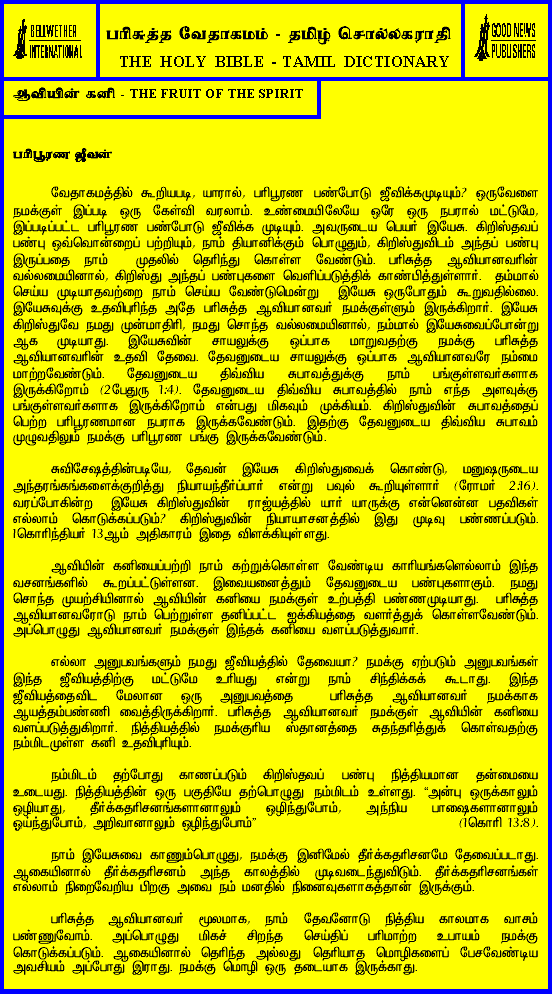 BELLWETHER
INTERNATIONAL
பரிசுத்த வேதாகமம் - தமிழ் சொல்லகராதி
THE HOLY BIBLE - TAMIL DICTIONARY
GOOD NEWS
PUBLISHERS
ஆவியின் கனி - THE FRUIT OF THE SPIRIT
பரிபூரண ஜீவன்
வேதாகமத்தில் கூறியபடி, யாரால், பரிபூரண பண்போடு ஜீவிக்கமுடியும்? ஒருவேளை
நமக்குள் இப்படி ஒரு கேள்வி வரலாம். உண்மையிலேயே ஒரே ஒரு நபரால் மட்டுமே,
இப்படிப்பட்ட பரிபூரண பண்போடு ஜீவிக்க முடியும். அவருடைய பெயர் இயேசு. கிறிஸ்தவப்
பண்பு ஒவ்வொன்றைப் பற்றியும், நாம் தியானிக்கும் பொழுதும், கிறிஸ்துவிடம் அந்தப் பண்பு
இருப்பதை நாம் முதலில் தெரிந்து கொள்ள வேண்டும். பரிசுத்த ஆவியானவரின்
வல்லமையினால், கிறிஸ்து அந்தப் பண்புகளை வெளிப்படுத்திக் காண்பித்துள்ளார். தம்மால்
செய்ய முடியாதவற்றை நாம் செய்ய வேண்டுமென்று இயேசு ஒருபோதும் கூறுவதில்லை.
இயேசுவுக்கு உதவிபுரிந்த அதே பரிசுத்த ஆவியானவர் நமக்குள்ளும் இருக்கிறார். இயேசு
கிறிஸ்துவே நமது முன்மாதிரி, நமது சொந்த வல்லமையினால், நம்மால் இயேசுவைப்போன்று
ஆக முடியாது. இயேசுவின் சாயலுக்கு ஒப்பாக மாறுவதற்கு நமக்கு பரிசுத்த
ஆவியானவரின் உதவி தேவை. தேவனுடைய சாயலுக்கு ஒப்பாக ஆவியானவரே நம்மை
மாற்றவேண்டும். தேவனுடைய திவ்விய சுபாவத்துக்கு நாம் பங்குள்ளவர்களாக
இருக்கிறோம் (2பேதுரு 1:4). தேவனுடைய திவ்விய சுபாவத்தில் நாம் எந்த அளவுக்கு
பங்குள்ளவர்களாக இருக்கிறோம் என்பது மிகவும் முக்கியம். கிறிஸ்துவின் சுபாவத்தைப்
பெற்ற பரிபூரணமான நபராக இருக்கவேண்டும். இதற்கு தேவனுடைய திவ்விய சுபாவம்
முழுவதிலும் நமக்கு பரிபூரண பங்கு இருக்கவேண்டும்.
சுவிசேஷத்தின்படியே, தேவன் இயேசு கிறிஸ்துவைக் கொண்டு, மனுஷருடைய
அந்தரங்கங்களைக்குறித்து நியாயந்தீர்ப்பார் என்று பவுல் கூறியுள்ளார் (ரோமர் 2:16).
வரப்போகின்ற இயேசு கிறிஸ்துவின் ராஜ்யத்தில் யார் யாருக்கு என்னென்ன பதவிகள்
எல்லாம் கொடுக்கப்படும்? கிறிஸ்துவின் நியாயாசனத்தில் இது முடிவு பண்ணப்படும்.
1கொரிந்தியர் 13ஆம் அதிகாரம் இதை விளக்கியுள்ளது.
ஆவியின் கனியைப்பற்றி நாம் கற்றுக்கொள்ள வேண்டிய காரியங்களெல்லாம் இந்த
வசனங்களில் கூறப்பட்டுள்ளன. இவையனைத்தும் தேவனுடைய பண்புகளாகும். நமது
சொந்த முயற்சியினால் ஆவியின் கனியை நமக்குள் உற்பத்தி பண்ணமுடியாது. பரிசுத்த
ஆவியானவரோடு நாம் பெற்றுள்ள தனிப்பட்ட ஐக்கியத்தை வளர்த்துக் கொள்ளவேண்டும்.
அப்பொழுது ஆவியானவர் நமக்குள் இந்தக் கனியை வளப்படுத்துவார்.
எல்லா அனுபவங்களும் நமது ஜீவியத்தில் தேவையா? நமக்கு ஏற்படும் அனுபவங்கள்
இந்த ஜீவியத்திற்கு மட்டுமே உரியது என்று நாம் சிந்திக்கக் கூடாது. இந்த
ஜீவியத்தைவிட மேலான ஒரு அனுபவத்தை பரிசுத்த ஆவியானவர் நமக்காக
ஆயத்தம்பண்ணி வைத்திருக்கிறார். பரிசுத்த ஆவியானவர் நமக்குள் ஆவியின் கனியை
வளப்படுத்துகிறார். நித்தியத்தில் நமக்குரிய ஸ்தானத்தை சுதந்தரித்துக் கொள்வதற்கு
நம்மிடமுள்ள கனி உதவிபுரியும்.
நம்மிடம் தற்போது காணப்படும் கிறிஸ்தவப் பண்பு நித்தியமான தன்மையை
உடையது. நித்தியத்தின் ஒரு பகுதியே தற்பொழுது நம்மிடம் உள்ளது. "அன்பு ஒருக்காலும்
ஒழியாது, தீர்க்கதரிசனங்களானாலும் ஒழிந்துபோம், அந்நிய பாஷைகளானாலும்
ஓய்ந்துபோம், அறிவானாலும் ஒழிந்துபோம்" (1கொரி 13:8).
நாம் இயேசுவை காணும்பொழுது, நமக்கு இனிமேல் தீர்க்கதரிசனமே தேவைப்படாது.
ஆகையினால் தீர்க்கதரிசனம் அந்த காலத்தில் முடிவடைந்துவிடும். தீர்க்கதரிசனங்கள்
எல்லாம் நிறைவேறிய பிறகு அவை நம் மனதில் நினைவுகளாகத்தான் இருக்கும்.
பரிசுத்த ஆவியானவர் மூலமாக, நாம் தேவனோடு நித்திய காலமாக வாசம்
பண்ணுவோம். அப்பொழுது மிகச் சிறந்த செய்திப் பரிமாற்ற உபாயம் நமக்கு
கொடுக்கப்படும். ஆகையினால் தெரிந்த அல்லது தெரியாத மொழிகளைப் பேசவேண்டிய
அவசியம் அப்போது இராது. நமக்கு மொழி ஒரு தடையாக இருக்காது.